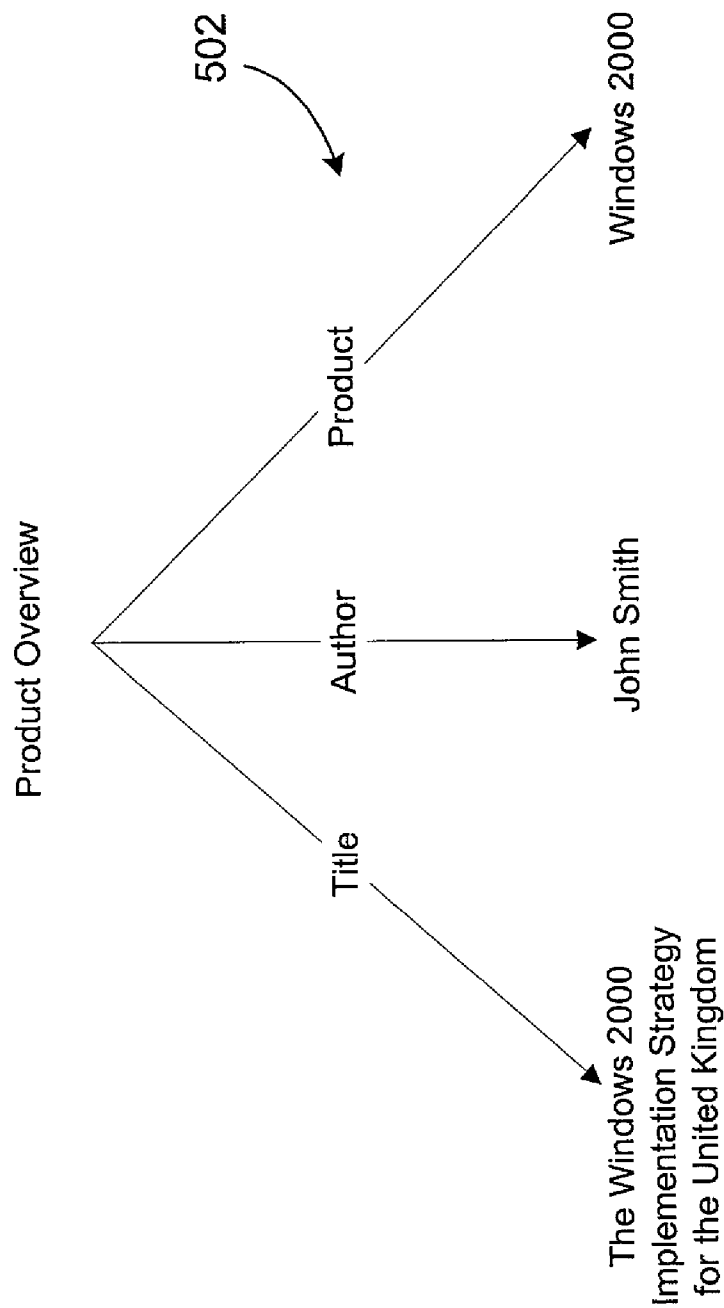 Product Overview
502
Title
Author
Product
The Windows 2000
Implementation Strategy
for the United Kingdom
John Smith
Windows 2000